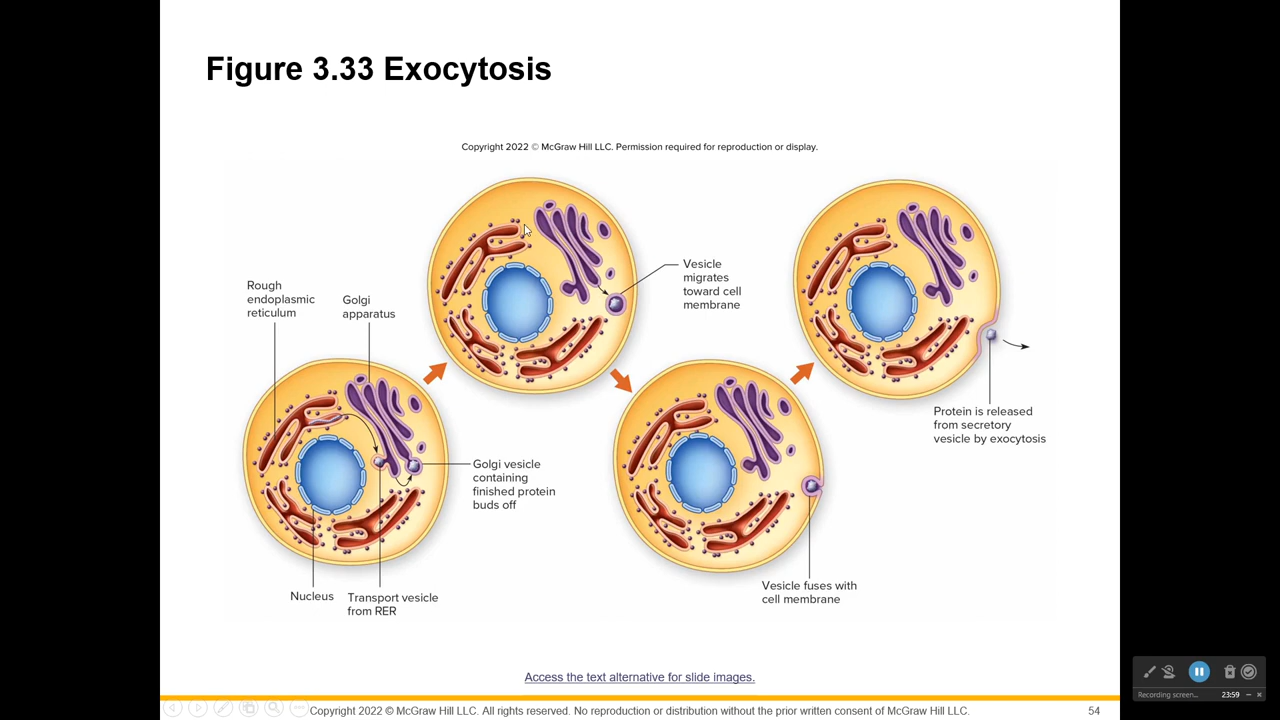 Figure 3.33 Exocytosis
Copyright 2022 © McGraw Hill LLC. Permission required for reproduction or display.
Rough
endoplasmic
reticulum
Golgi
apparatus
Vesicle
migrates
toward cell
membrane
Golgi vesicle
containing
finished protein
buds off
Nucleus
Transport vesicle
from RER
Vesicle fuses with
cell membrane
Protein is released
from secretory
vesicle by exocytosis
Access the text alternative for slide images.
Copyright 2022 © McGraw Hill LLC. All rights reserved. No reproduction or distribution without the prior written consent of McGraw Hill LLC.
54
Recording screen...
23:59